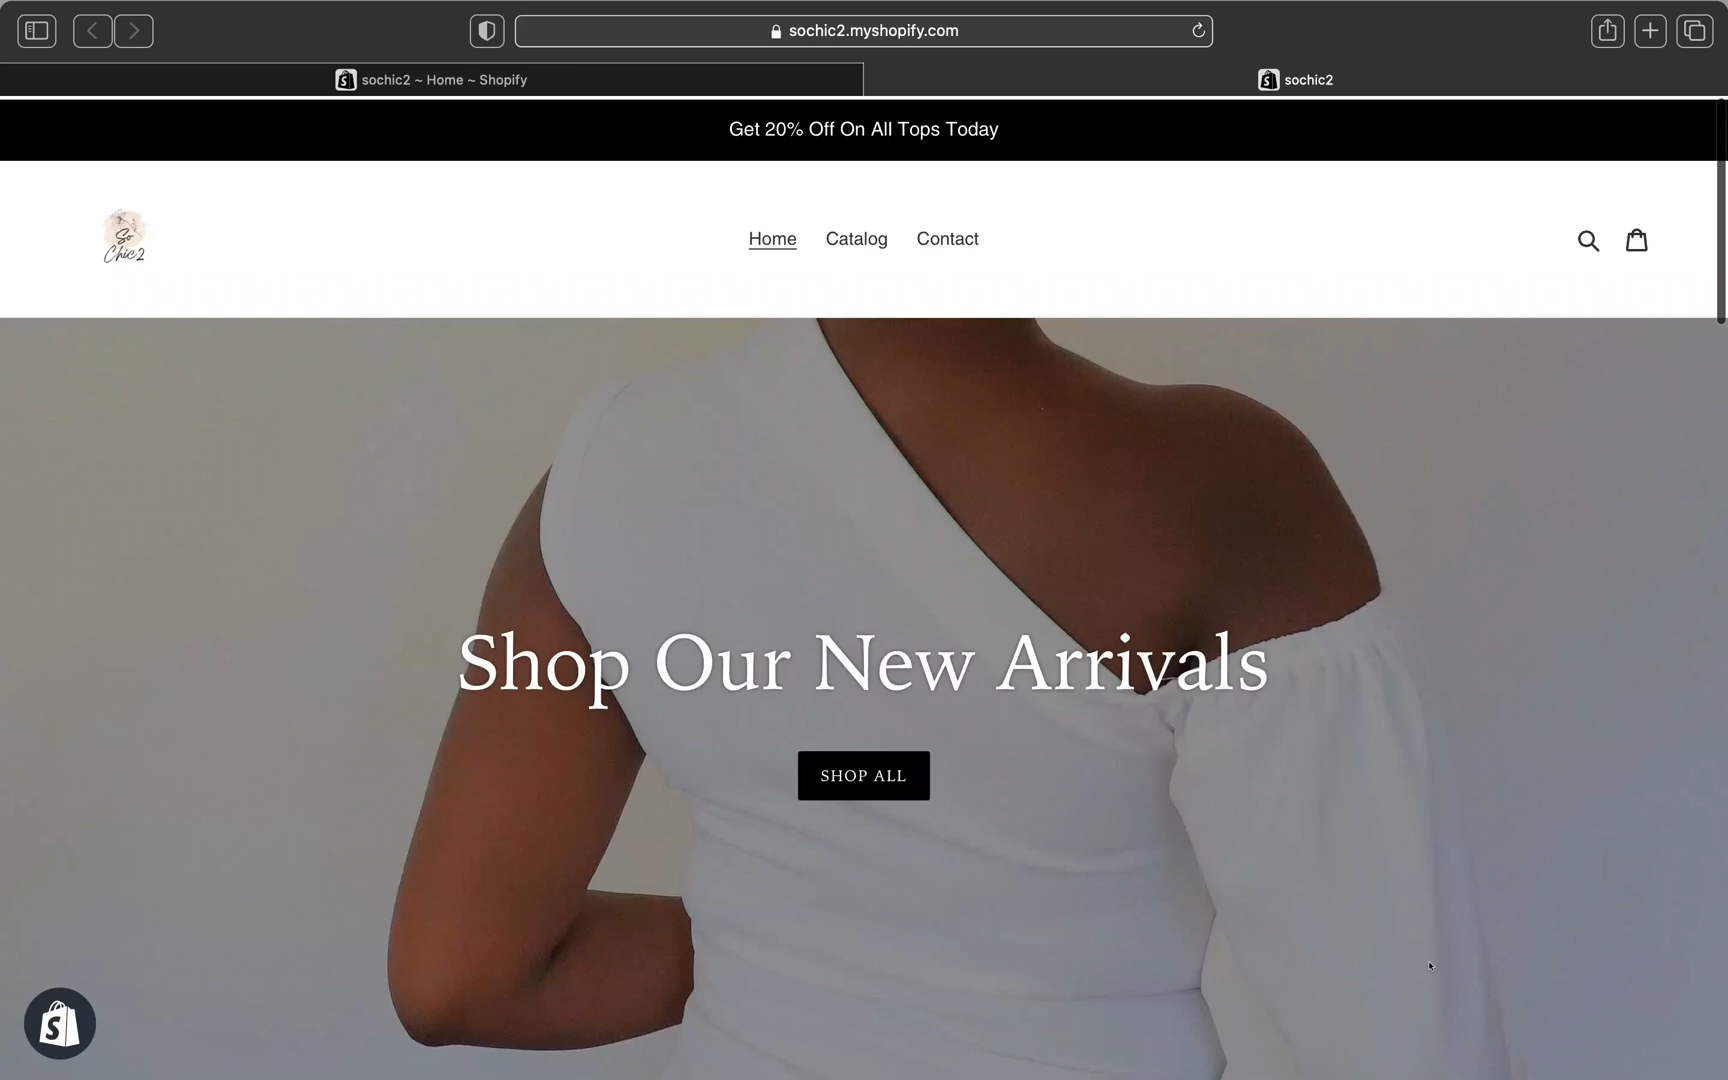 sochic2.myshopify.com
sochic2 ~ Home ~ Shopify
sochic2
Get 20% Off On All Tops Today
So
Chic2
Home Catalog Contact
Shop Our New Arrivals
SHOP ALL